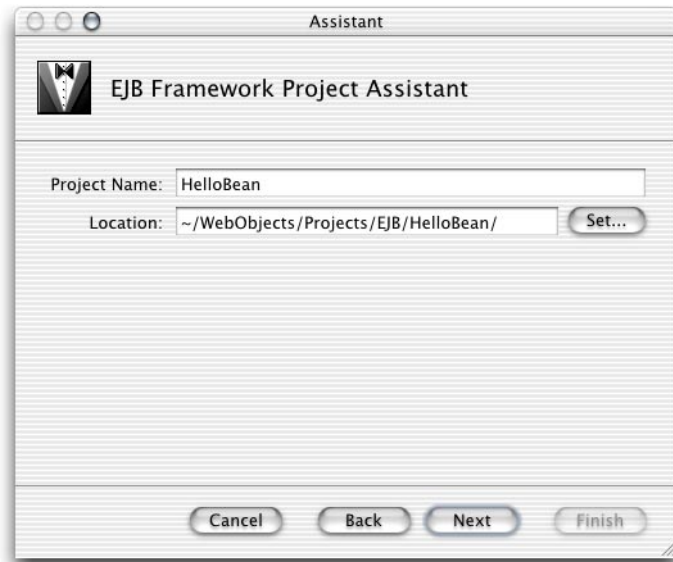 Assistant
EJB Framework Project Assistant
Project Name: HelloBean
Location: ~/WebObjects/Projects/EJB/HelloBean/ Set...
Cancel Back Next Finish